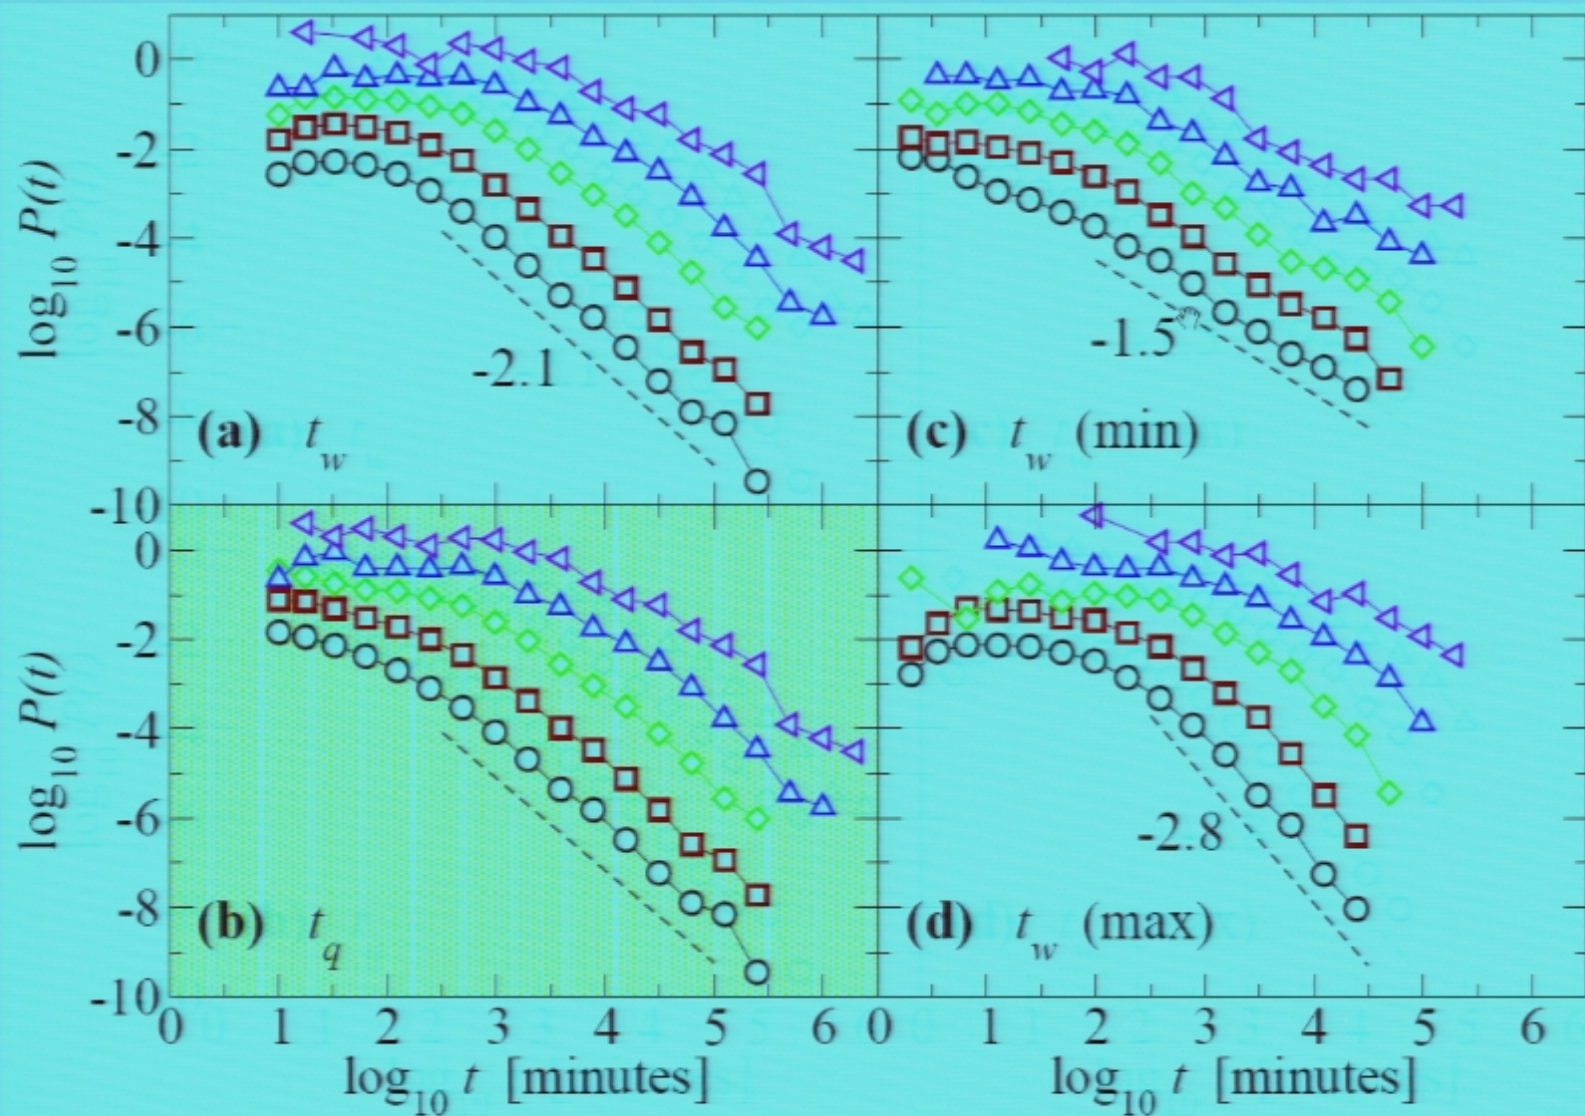 0
-2
-4
-6
-8
-10
log10 P(t)
-2.1
(a) tw
-1.5
(c) tw (min)
0
-2
-4
-6
-8
-10
log10 P(t)
(b) tq
-2.8
(d) tw (max)
0 1 2 3 4 5 6 0 1 2 3 4 5 6
log10 t [minutes] log10 t [minutes]